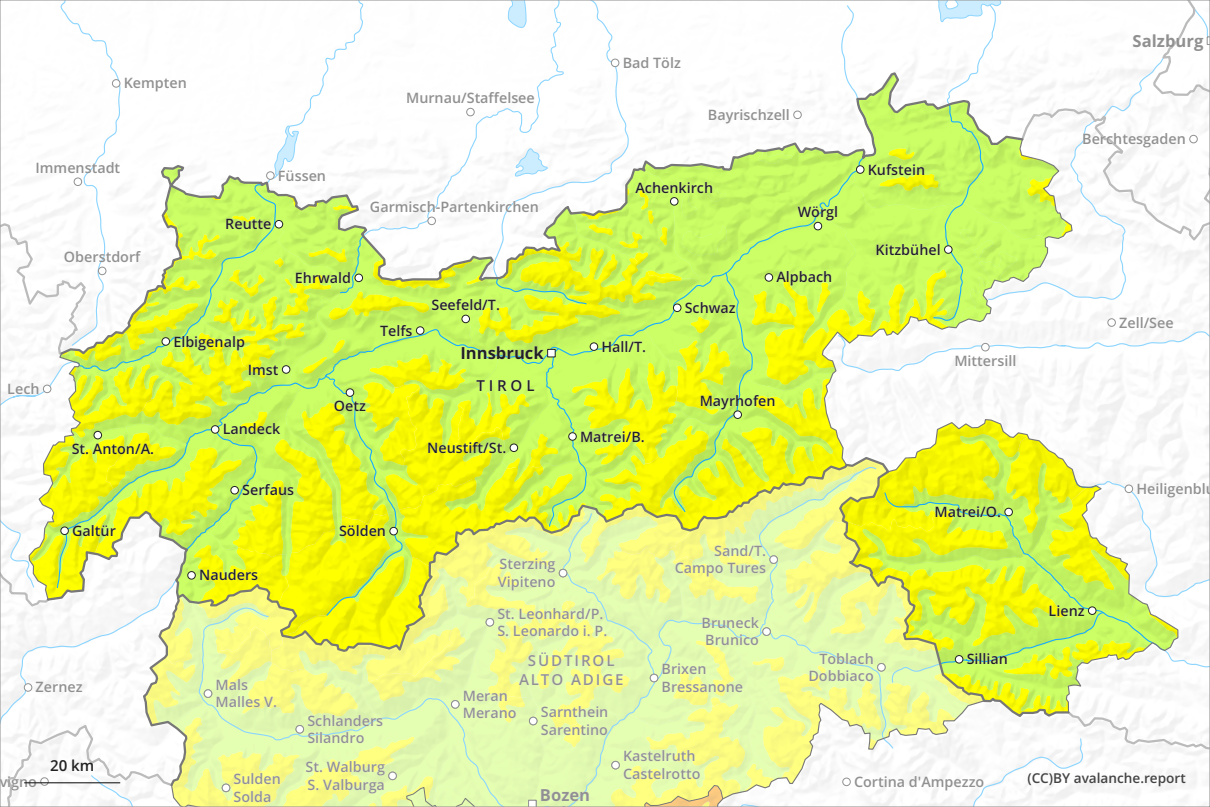 Salzburg
Bad Tölz
Kempten
Murnau/Staffelsee
Bayrischzell
Berchtesgaden
Immenstadt
Füssen
Kufstein
Achenkirch
Garmisch-Partenkirchen
Wörgl
Reutte
Kitzbühel
Oberstdorf
Ehrwald
Alpbach
Seefeld/T.
Schwaz
Telfs
Zell/See
Elbigenalp
Innsbruck
Hall/T.
Mittersill
Imst
TIROL
Lech
Oetz
Mayrhofen
Landeck
Matrei/B.
St. Anton/A.
Neustift/St.
Serfaus
Heiligenblu
Matrei/O.
Galtür
Sölden
Sand/T.
Campo Tures
Sterzing
Vipiteno
Nauders
Lienz
St. Leonhard/P.
S. Leonardo i. P.
Bruneck
Brunico
SÜDTIROL
ALTO ADIGE
Sillian
Toblach
Dobbiaco
Brixen
Bressanone
Zernez
Mals
Malles V.
Meran
Merano
Sarnthein
Sarentino
Schlanders
Silandro
Kastelruth
Castelrotto
20 km
St. Walburg
S. Valburga
vigno
Sulden
Solda
Cortina d'Ampezzo
(CC)BY avalanche.report
Bozen